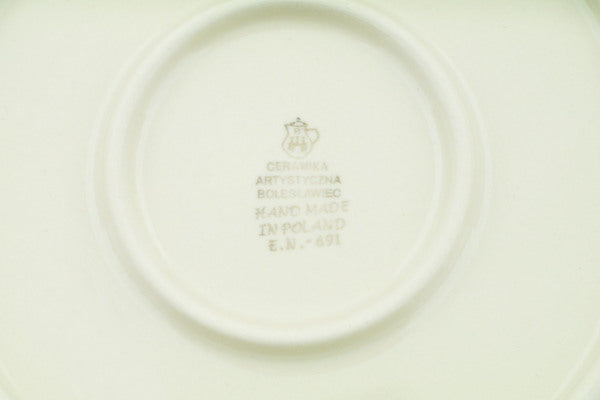 CERAMIKA
ARTYSTYCZNA
BOLESŁAWIEC
HAND MADE
IN POLAND
E.N.-691